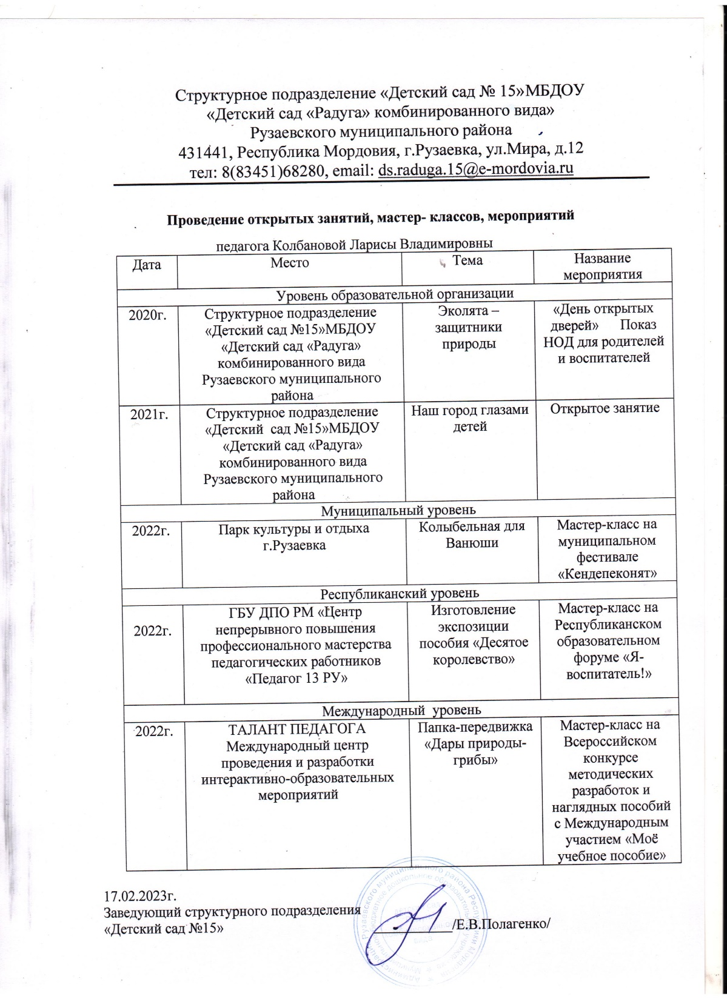 Структурное подразделение «Детский сад № 15»МБДОУ
«Детский сад «Радуга» комбинированного вида»
Рузаевского муниципального района
431441, Республика Мордовия, г.Рузаевка, ул.Мира, д.12
тел: 8(83451)68280, email: ds.raduga.15@e-mordovia.ru
Проведение открытых занятий, мастер- классов, мероприятий
педагога Колбановой Ларисы Владимировны
Дата
Место
Тема
Название
мероприятия
Уровень образовательной организации
2020г.
Структурное подразделение
«Детский сад №15»МБДОУ
«Детский сад «Радуга»
комбинированного вида
Рузаевского муниципального
района
Эколята –
защитники
природы
«День открытых
дверей» Показ
НОД для родителей
и воспитателей
2021г.
Структурное подразделение
«Детский сад №15»МБДОУ
«Детский сад «Радуга»
комбинированного вида
Рузаевского муниципального
района
Наш город глазами
детей
Открытое занятие
Муниципальный уровень
2022г.
Парк культуры и отдыха
г.Рузаевка
Колыбельная для
Ванюши
Мастер-класс на
муниципальном
фестивале
«Кендепеконят»
Республиканский уровень
2022г.
ГБУ ДПО РМ «Центр
непрерывного повышения
профессионального мастерства
педагогических работников
«Педагог 13 РУ»
Изготовление
экспозиции
пособия «Десятое
королевство»
Мастер-класс на
Республиканском
образовательном
форуме «Я-
воспитатель!»
Международный уровень
2022г.
ТАЛАНТ ПЕДАГОГА
Международный центр
проведения и разработки
интерактивно-образовательных
мероприятий
Папка-передвижка
«Дары природы-
грибы»
Мастер-класс на
Всероссийском
конкурсе
методических
разработок и
наглядных пособий
с Международным
участием «Моё
учебное пособие»
17.02.2023г.
Заведующий структурного подразделения
«Детский сад №15» ____________/Е.В.Полагенко/
Рузаевского муниципального района Республики Мордовия